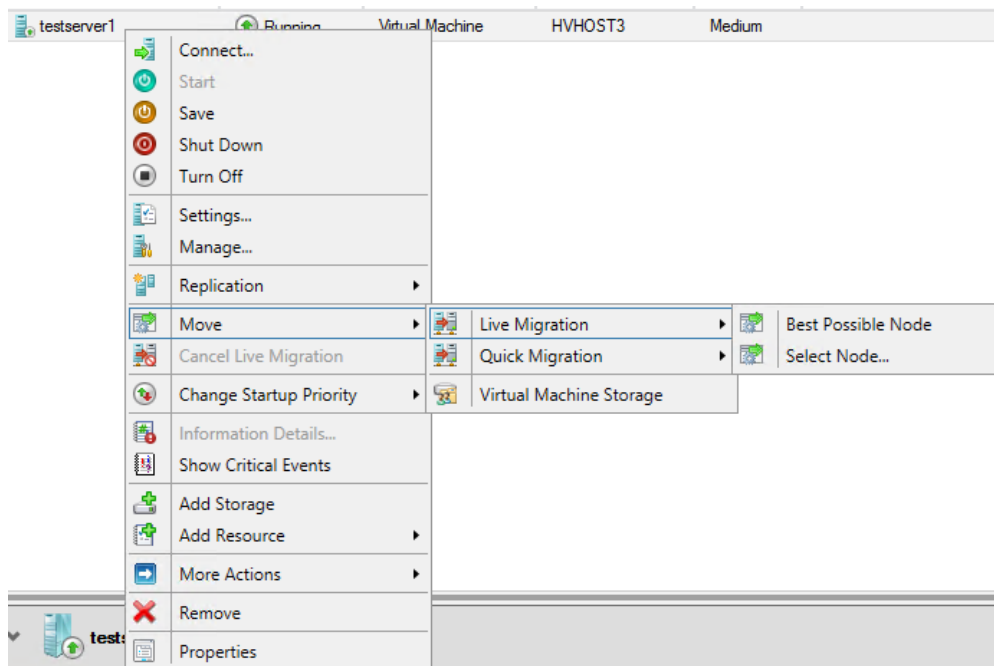 testserver1 Running Virtual Machine HVHOST3 Medium
Connect...
Start
Save
Shut Down
Turn Off
Settings...
Manage...
Replication
Move Live Migration Best Possible Node
Cancel Live Migration Quick Migration Select Node...
Change Startup Priority Virtual Machine Storage
Information Details...
Show Critical Events
Add Storage
Add Resource
More Actions
Remove
tests
Properties